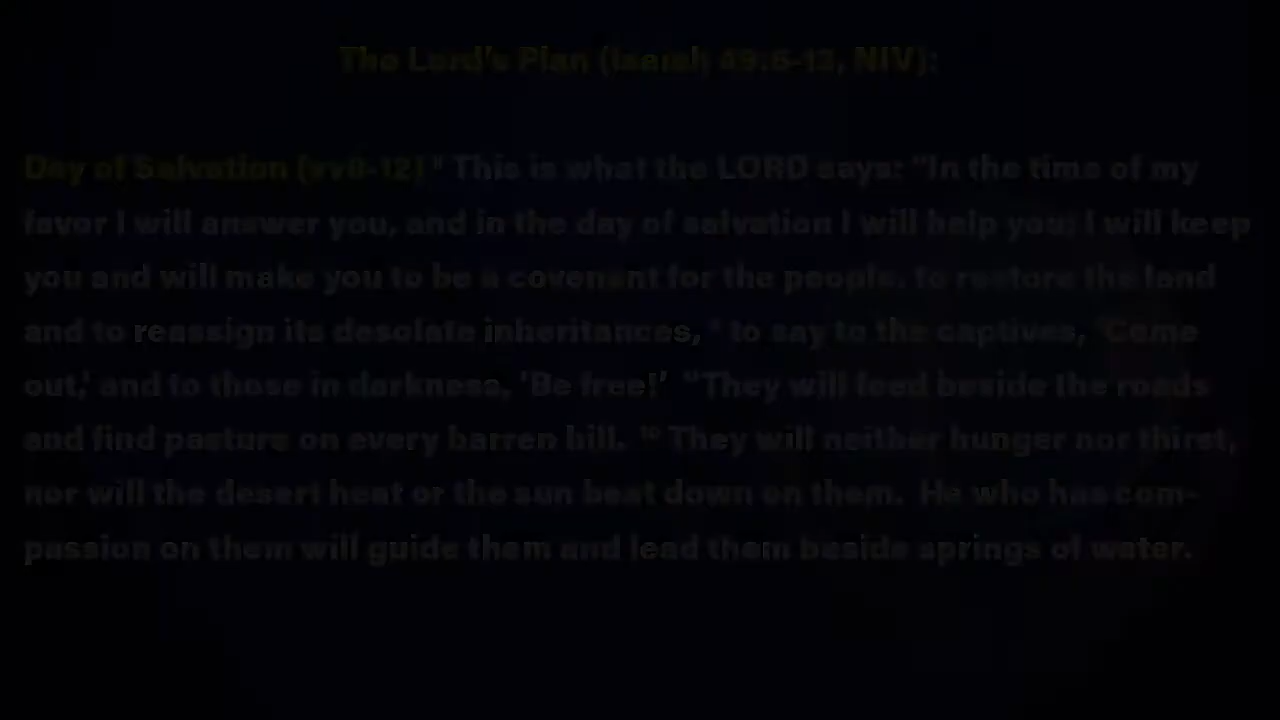 The Lord's Plan (Isaiah 49:6-13, NIV):
Day of Salvation (vv8-12) ⁸ This is what the LORD says: "In the time of my
favor I will answer you, and in the day of salvation I will help you; I will keep
you and will make you to be a covenant for the people, to restore the land
and to reassign its desolate inheritances, ⁹ to say to the captives, 'Come
out,' and to those in darkness, 'Be free!' "They will feed beside the roads
and find pasture on every barren hill. ¹⁰ They will neither hunger nor thirst,
nor will the desert heat or the sun beat down on them. He who has com-
passion on them will guide them and lead them beside springs of water.